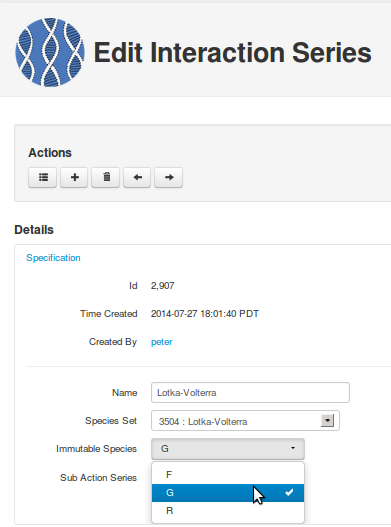 Edit Interaction Series
Actions
Details
Specification
Id 2,907
Time Created 2014-07-27 18:01:40 PDT
Created By peter
Name Lotka-Volterra
Species Set 3504 : Lotka-Volterra
Immutable Species G
Sub Action Series
F
G
R